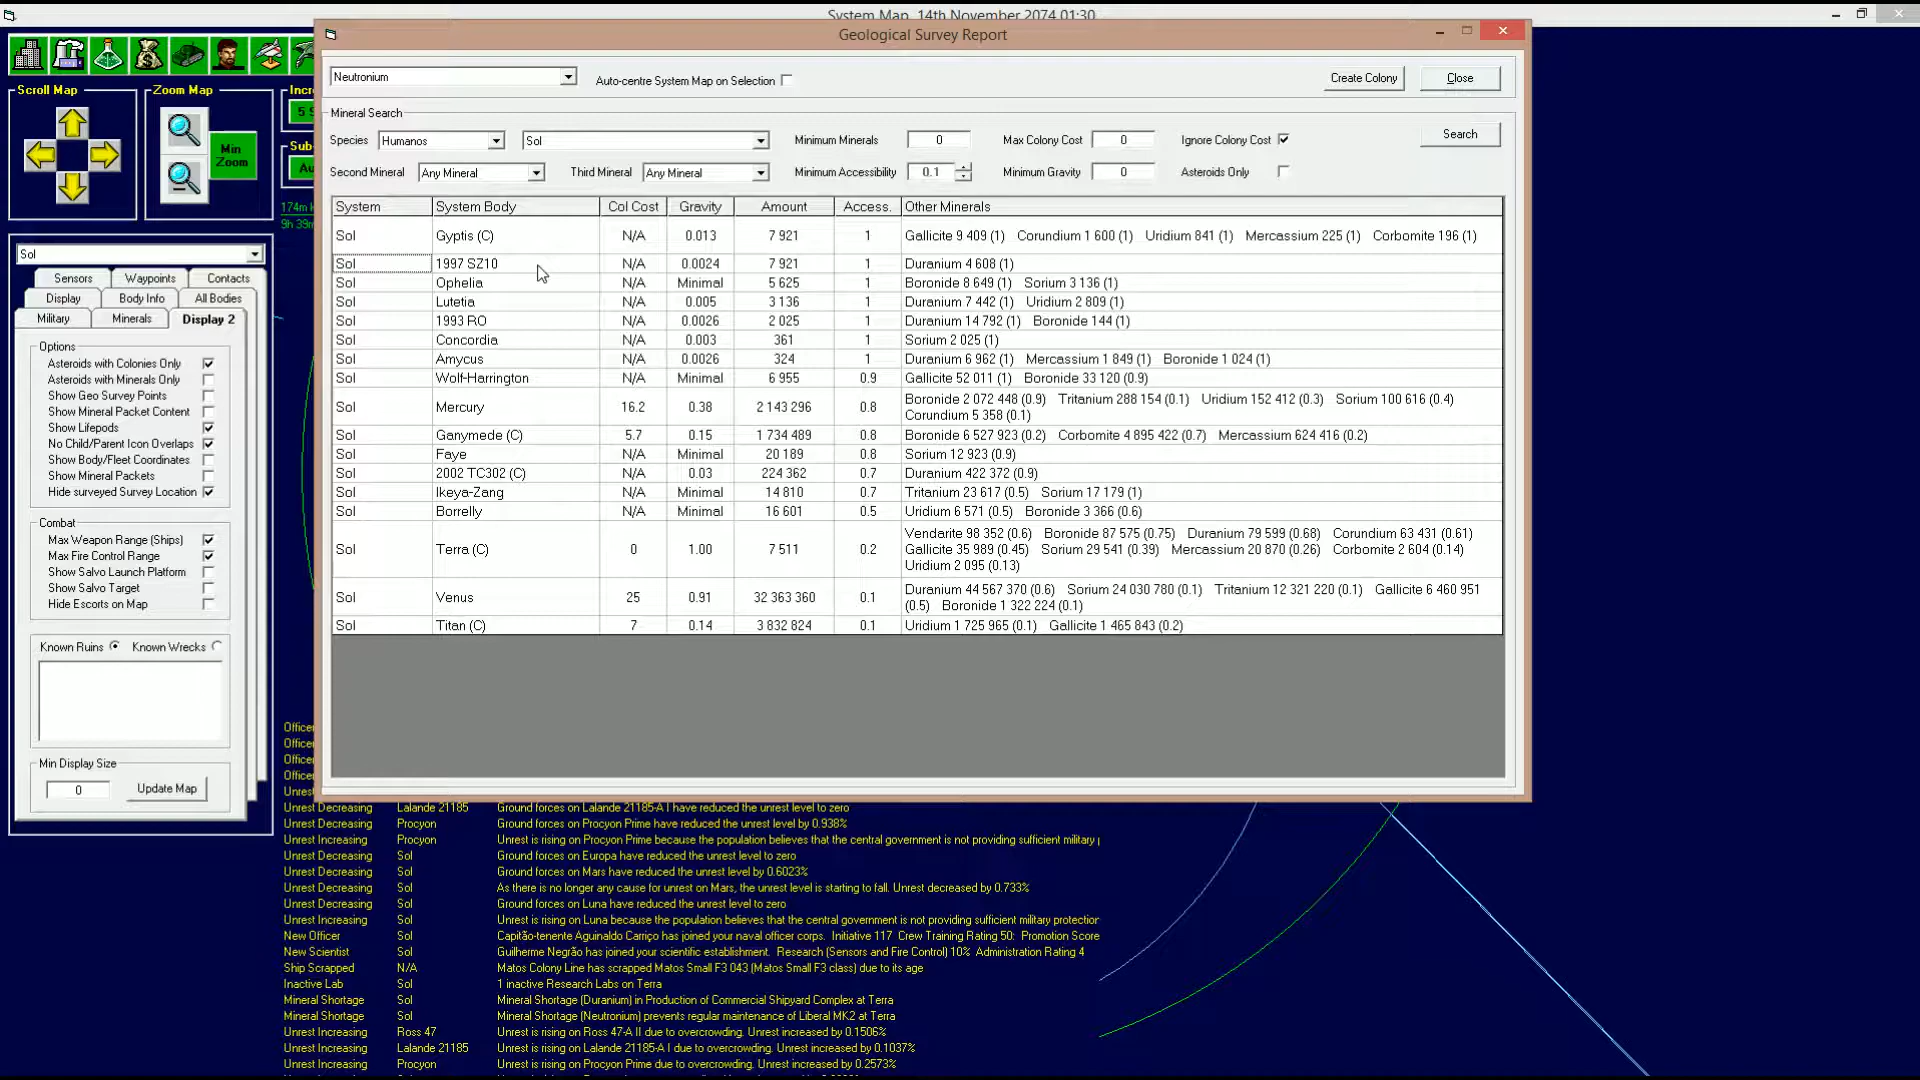 System Map 14th November 2074 01:30
Geological Survey Report
Neutronium
Auto-centre System Map on Selection
Create Colony
Close
Mineral Search
Species Humanos Sol Minimum Minerals 0 Max Colony Cost 0 Ignore Colony Cost
Search
Second Mineral Any Mineral Third Mineral Any Mineral Minimum Accessibility 0.1 Minimum Gravity 0 Asteroids Only
System System Body Col Cost Gravity Amount Access. Other Minerals
Sol Gyptis (C) N/A 0.013 7 921 1 Gallicite 9 409 (1) Corundium 1 600 (1) Uridium 841 (1) Mercassium 225 (1) Corbomite 196 (1)
Sol 1997 SZ10 N/A 0.0024 7 921 1 Duranium 4 608 (1)
Sol Ophelia N/A Minimal 5 625 1 Boronide 8 649 (1) Sorium 3 136 (1)
Sol Lutetia N/A 0.005 3 136 1 Duranium 7 442 (1) Uridium 2 809 (1)
Sol 1993 RO N/A 0.0026 2 025 1 Duranium 14 792 (1) Boronide 144 (1)
Sol Concordia N/A 0.003 361 1 Sorium 2 025 (1)
Sol Amycus N/A 0.0026 324 1 Duranium 6 962 (1) Mercassium 1 849 (1) Boronide 1 024 (1)
Sol Wolf-Harrington N/A Minimal 6 955 0.9 Gallicite 52 011 (1) Boronide 33 120 (0.9)
Sol Mercury 16.2 0.38 2 143 296 0.8 Boronide 2 072 448 (0.9) Tritanium 288 154 (0.1) Uridium 152 412 (0.3) Sorium 100 616 (0.4)
Corundium 5 358 (0.1)
Sol Ganymede (C) 5.7 0.15 1 734 489 0.8 Boronide 6 527 923 (0.2) Corbomite 4 895 422 (0.7) Mercassium 624 416 (0.2)
Sol Faye N/A Minimal 20 189 0.8 Sorium 12 923 (0.9)
Sol 2002 TC302 (C) N/A 0.03 224 362 0.7 Duranium 422 372 (0.9)
Sol Ikeya-Zang N/A Minimal 14 810 0.7 Tritanium 23 617 (0.5) Sorium 17 179 (1)
Sol Borrelly N/A Minimal 16 601 0.5 Uridium 6 571 (0.5) Boronide 3 366 (0.6)
Sol Terra (C) 0 1.00 7 511 0.2 Vendarite 98 352 (0.6) Boronide 87 575 (0.75) Duranium 79 599 (0.68) Corundium 63 431 (0.61)
Gallicite 35 989 (0.45) Sorium 29 541 (0.39) Mercassium 20 870 (0.26) Corbomite 2 604 (0.14)
Uridium 2 095 (0.13)
Sol Venus 25 0.91 32 363 360 0.1 Duranium 44 567 370 (0.6) Sorium 24 030 780 (0.1) Tritanium 12 321 220 (0.1) Gallicite 6 460 951
(0.5) Boronide 1 322 224 (0.1)
Sol Titan (C) 7 0.14 3 832 824 0.1 Uridium 1 725 965 (0.1) Gallicite 1 465 843 (0.2)
Scroll Map
Zoom Map
Min
Zoom
Incr
Sub-
Au
174m k
9h 39m
Sol
Sensors Waypoints Contacts
Display Body Info All Bodies
Military Minerals Display 2
Options
Asteroids with Colonies Only
Asteroids with Minerals Only
Show Geo Survey Points
Show Mineral Packet Content
Show Lifepods
No Child/Parent Icon Overlaps
Show Body/Fleet Coordinates
Show Mineral Packets
Hide surveyed Survey Location
Combat
Max Weapon Range (Ships)
Max Fire Control Range
Show Salvo Launch Platform
Show Salvo Target
Hide Escorts on Map
Known Ruins Known Wrecks
Min Display Size
0 Update Map
Officer
Officer
Officer
Officer
Unres
Unrest Decreasing Lalande 21185 Ground forces on Lalande 21185-A I have reduced the unrest level to zero
Unrest Decreasing Procyon Ground forces on Procyon Prime have reduced the unrest level by 0.938%
Unrest Increasing Procyon Unrest is rising on Procyon Prime because the population believes that the central government is not providing sufficient military p
Unrest Decreasing Sol Ground forces on Europa have reduced the unrest level to zero
Unrest Decreasing Sol Ground forces on Mars have reduced the unrest level by 0.6023%
Unrest Decreasing Sol As there is no longer any cause for unrest on Mars, the unrest level is starting to fall. Unrest decreased by 0.733%
Unrest Decreasing Sol Ground forces on Luna have reduced the unrest level to zero
Unrest Increasing Sol Unrest is rising on Luna because the population believes that the central government is not providing sufficient military protection
New Officer Sol Capitão-tenente Aguinaldo Carriço has joined your naval officer corps. Initiative 117 Crew Training Rating 50: Promotion Score
New Scientist Sol Guilherme Negrão has joined your scientific establishment. Research (Sensors and Fire Control) 10% Administration Rating 4
Ship Scrapped N/A Matos Colony Line has scrapped Matos Small F3 043 (Matos Small F3 class) due to its age
Inactive Lab Sol 1 inactive Research Labs on Terra
Mineral Shortage Sol Mineral Shortage (Duranium) in Production of Commercial Shipyard Complex at Terra
Mineral Shortage Sol Mineral Shortage (Neutronium) prevents regular maintenance of Liberal MK2 at Terra
Unrest Increasing Ross 47 Unrest is rising on Ross 47-A II due to overcrowding. Unrest increased by 0.1506%
Unrest Increasing Lalande 21185 Unrest is rising on Lalande 21185-A I due to overcrowding. Unrest increased by 0.1037%
Unrest Increasing Procyon Unrest is rising on Procyon Prime due to overcrowding. Unrest increased by 0.2573%